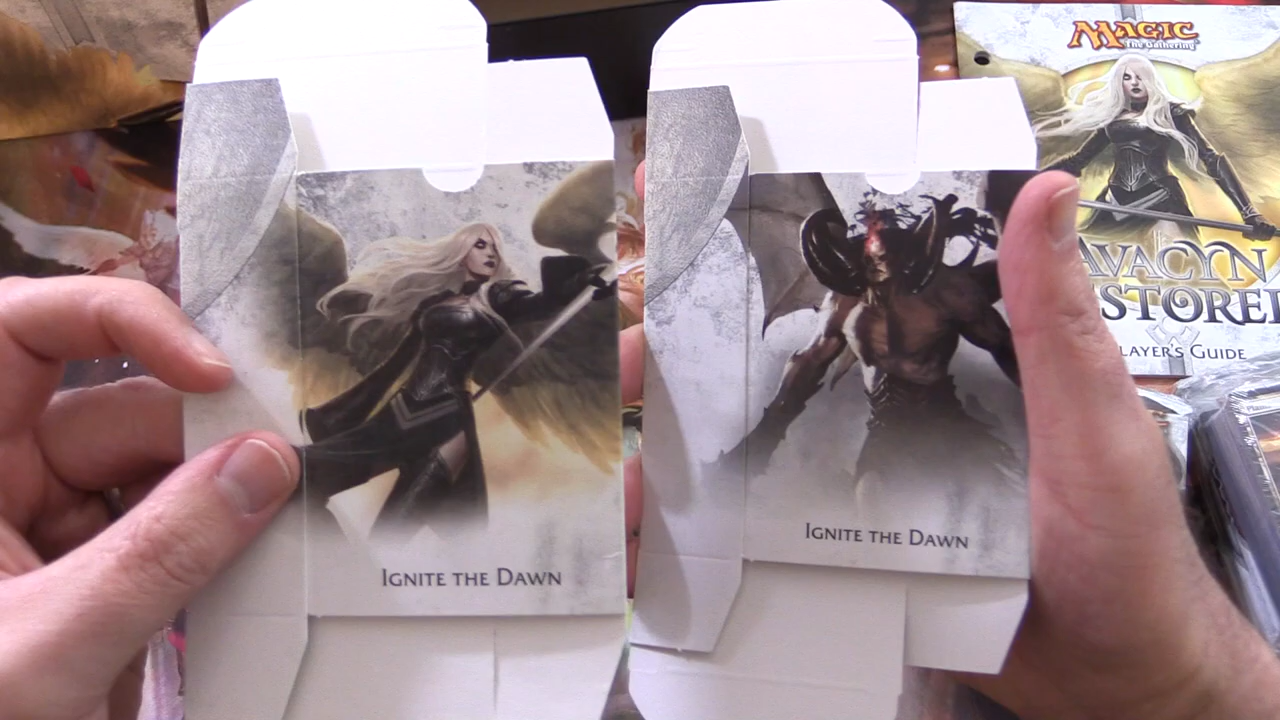 MAGIC
The Gathering
AVACYN
STORED
LAYER'S GUIDE
IGNITE THE DAWN
IGNITE THE DAWN